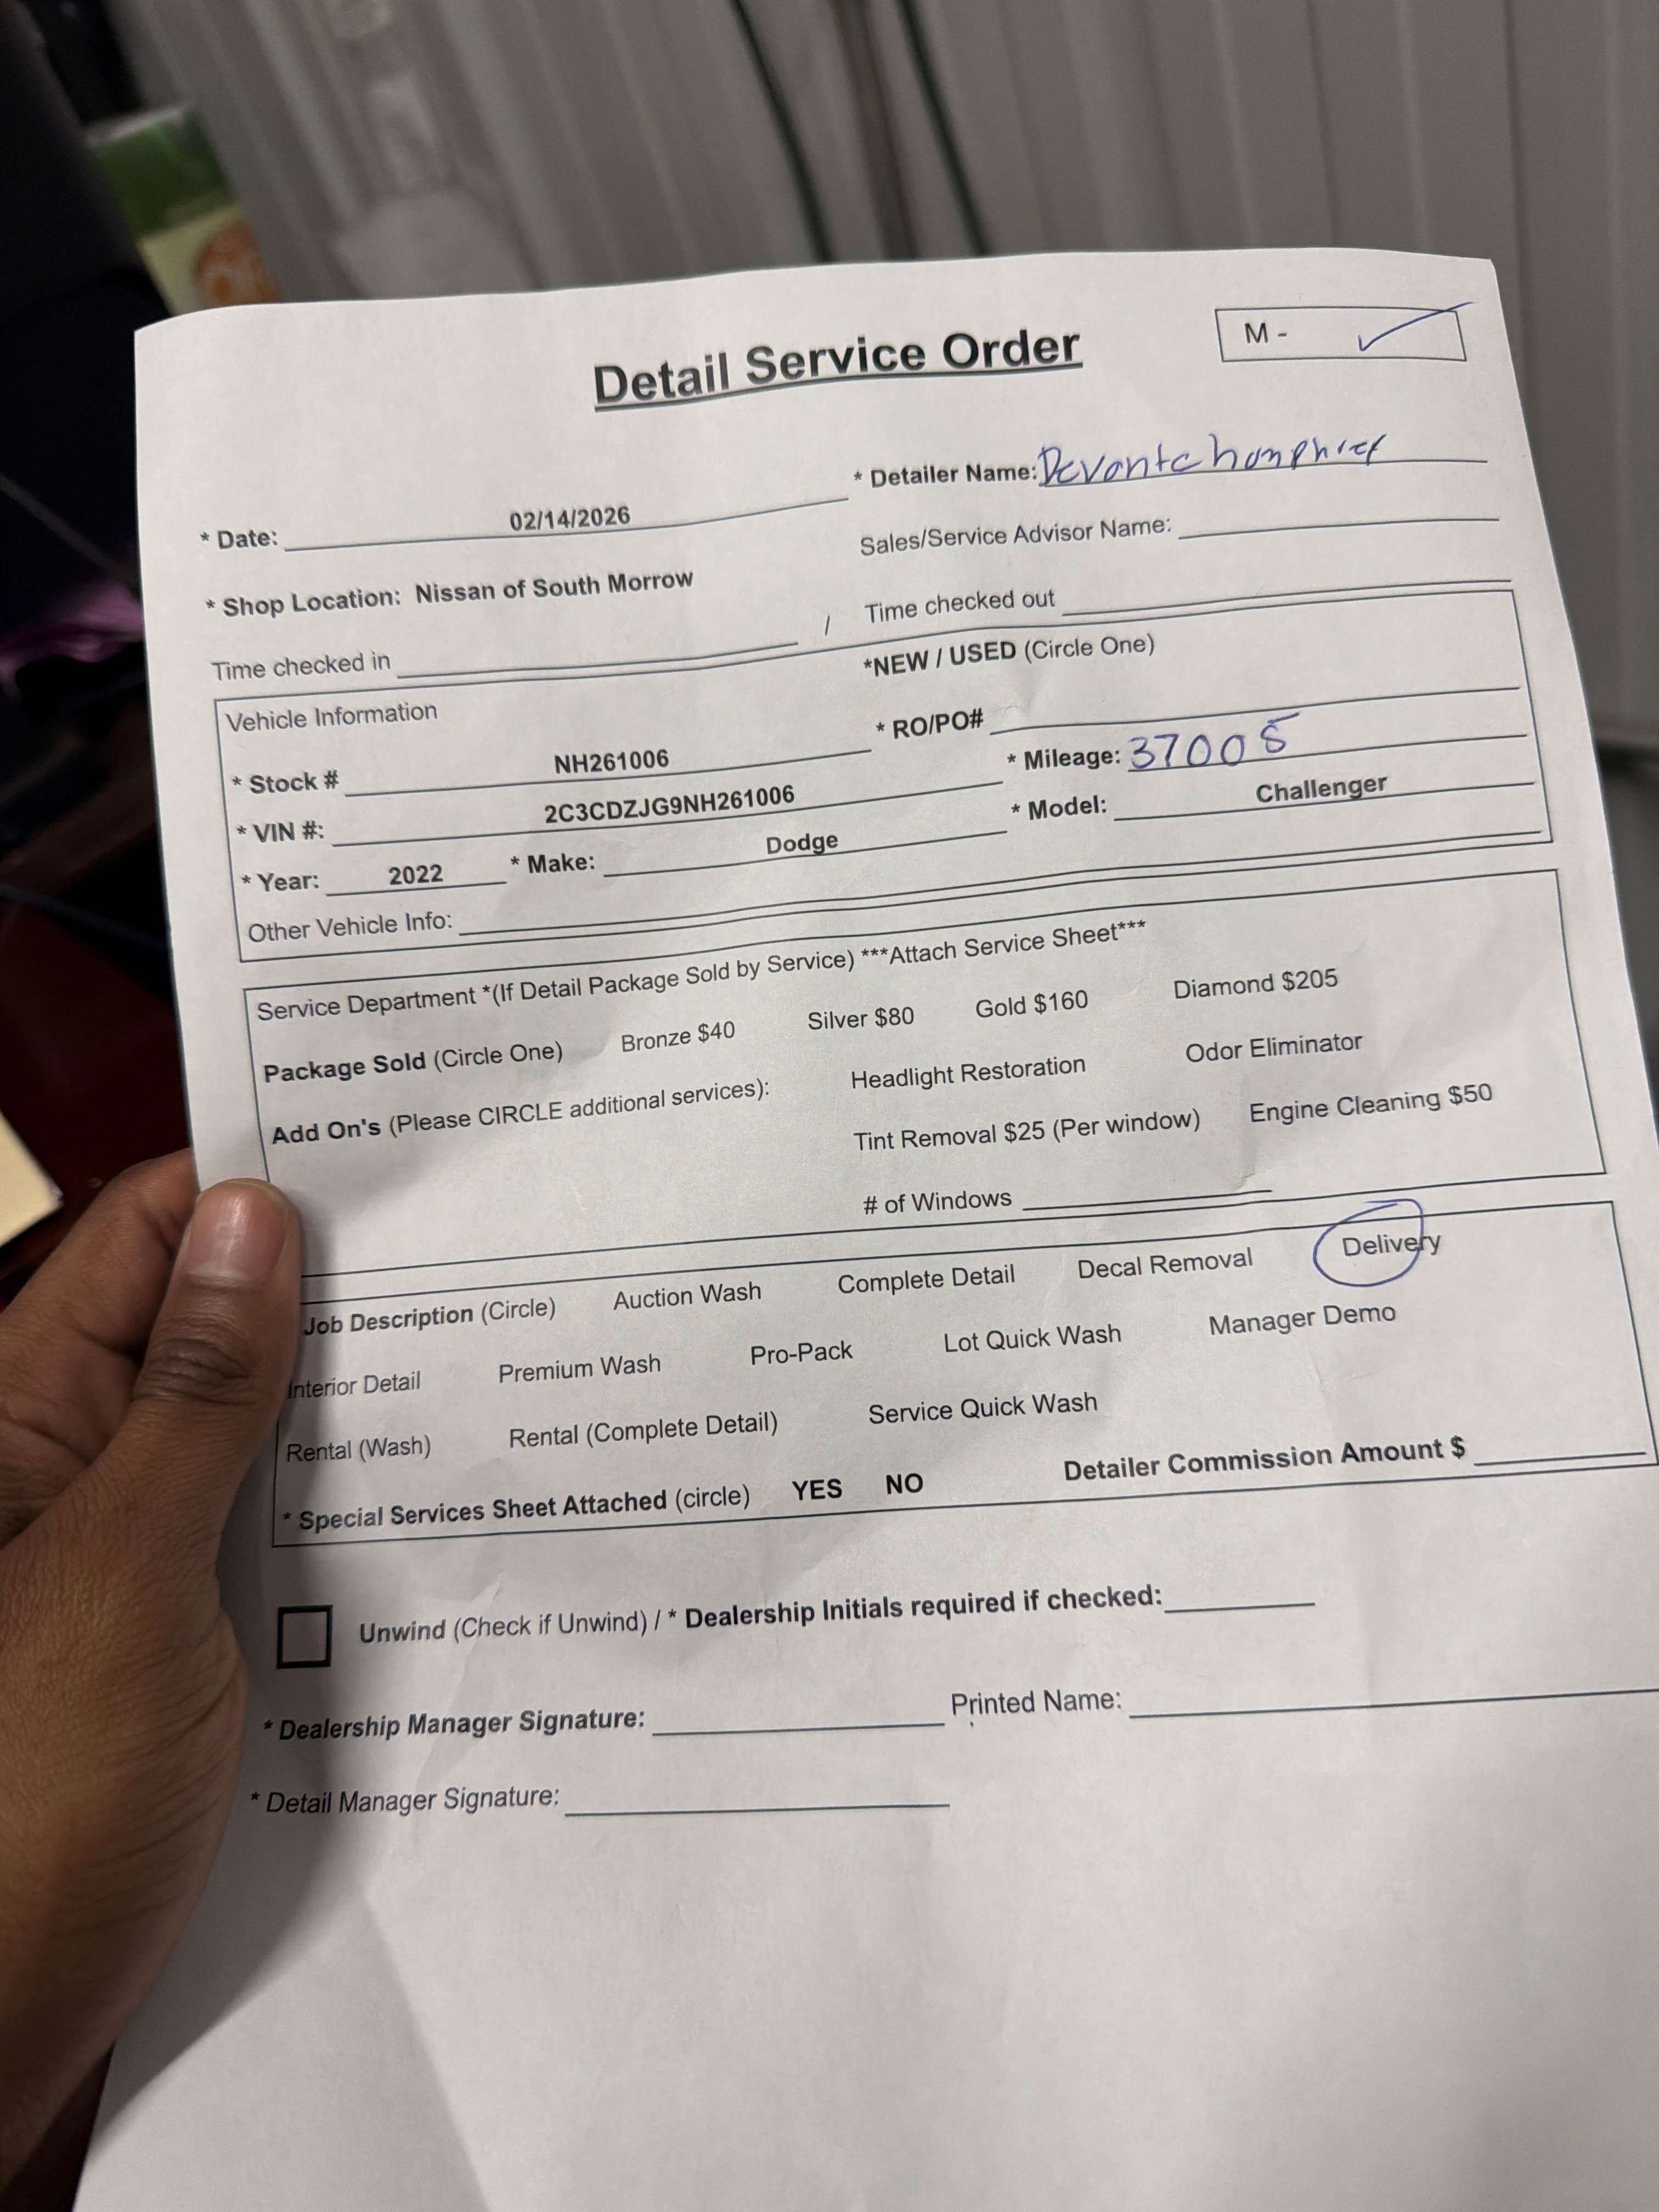 Detail Service Order
M - ✓
* Detailer Name: Devonte humphries
* Date: 02/14/2026
Sales/Service Advisor Name:
* Shop Location: Nissan of South Morrow
Time checked in / Time checked out
Vehicle Information *NEW / USED (Circle One)
* Stock # NH261006 * RO/PO#
* VIN #: 2C3CDZJG9NH261006 * Mileage: 37008
* Year: 2022 * Make: Dodge * Model: Challenger
Other Vehicle Info:
Service Department *(If Detail Package Sold by Service) ***Attach Service Sheet***
Package Sold (Circle One) Bronze $40 Silver $80 Gold $160 Diamond $205
Add On's (Please CIRCLE additional services): Headlight Restoration Odor Eliminator
Tint Removal $25 (Per window) Engine Cleaning $50
# of Windows
Job Description (Circle) Auction Wash Complete Detail Decal Removal Delivery
Interior Detail Premium Wash Pro-Pack Lot Quick Wash Manager Demo
Rental (Wash) Rental (Complete Detail) Service Quick Wash
* Special Services Sheet Attached (circle) YES NO Detailer Commission Amount $
Unwind (Check if Unwind) / * Dealership Initials required if checked:
* Dealership Manager Signature: Printed Name:
* Detail Manager Signature: